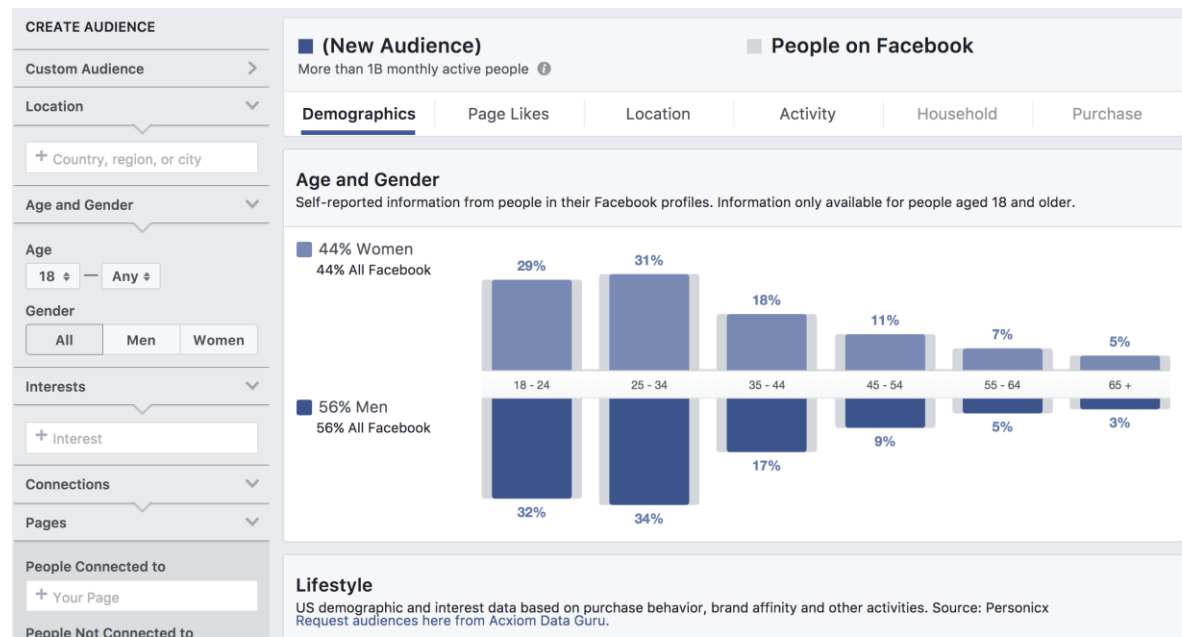 CREATE AUDIENCE
Custom Audience
Location
+ Country, region, or city
Age and Gender
Age
18 — Any
Gender
All Men Women
Interests
+ Interest
Connections
Pages
People Connected to
+ Your Page
People Not Connected to
(New Audience)
More than 1B monthly active people i
People on Facebook
Demographics Page Likes Location Activity Household Purchase
Age and Gender
Self-reported information from people in their Facebook profiles. Information only available for people aged 18 and older.
44% Women
44% All Facebook
29% 31% 18% 11% 7% 5%
18 - 24 25 - 34 35 - 44 45 - 54 55 - 64 65 +
56% Men
56% All Facebook
32% 34% 17% 9% 5% 3%
Lifestyle
US demographic and interest data based on purchase behavior, brand affinity and other activities. Source: Personicx
Request audiences here from Acxiom Data Guru.